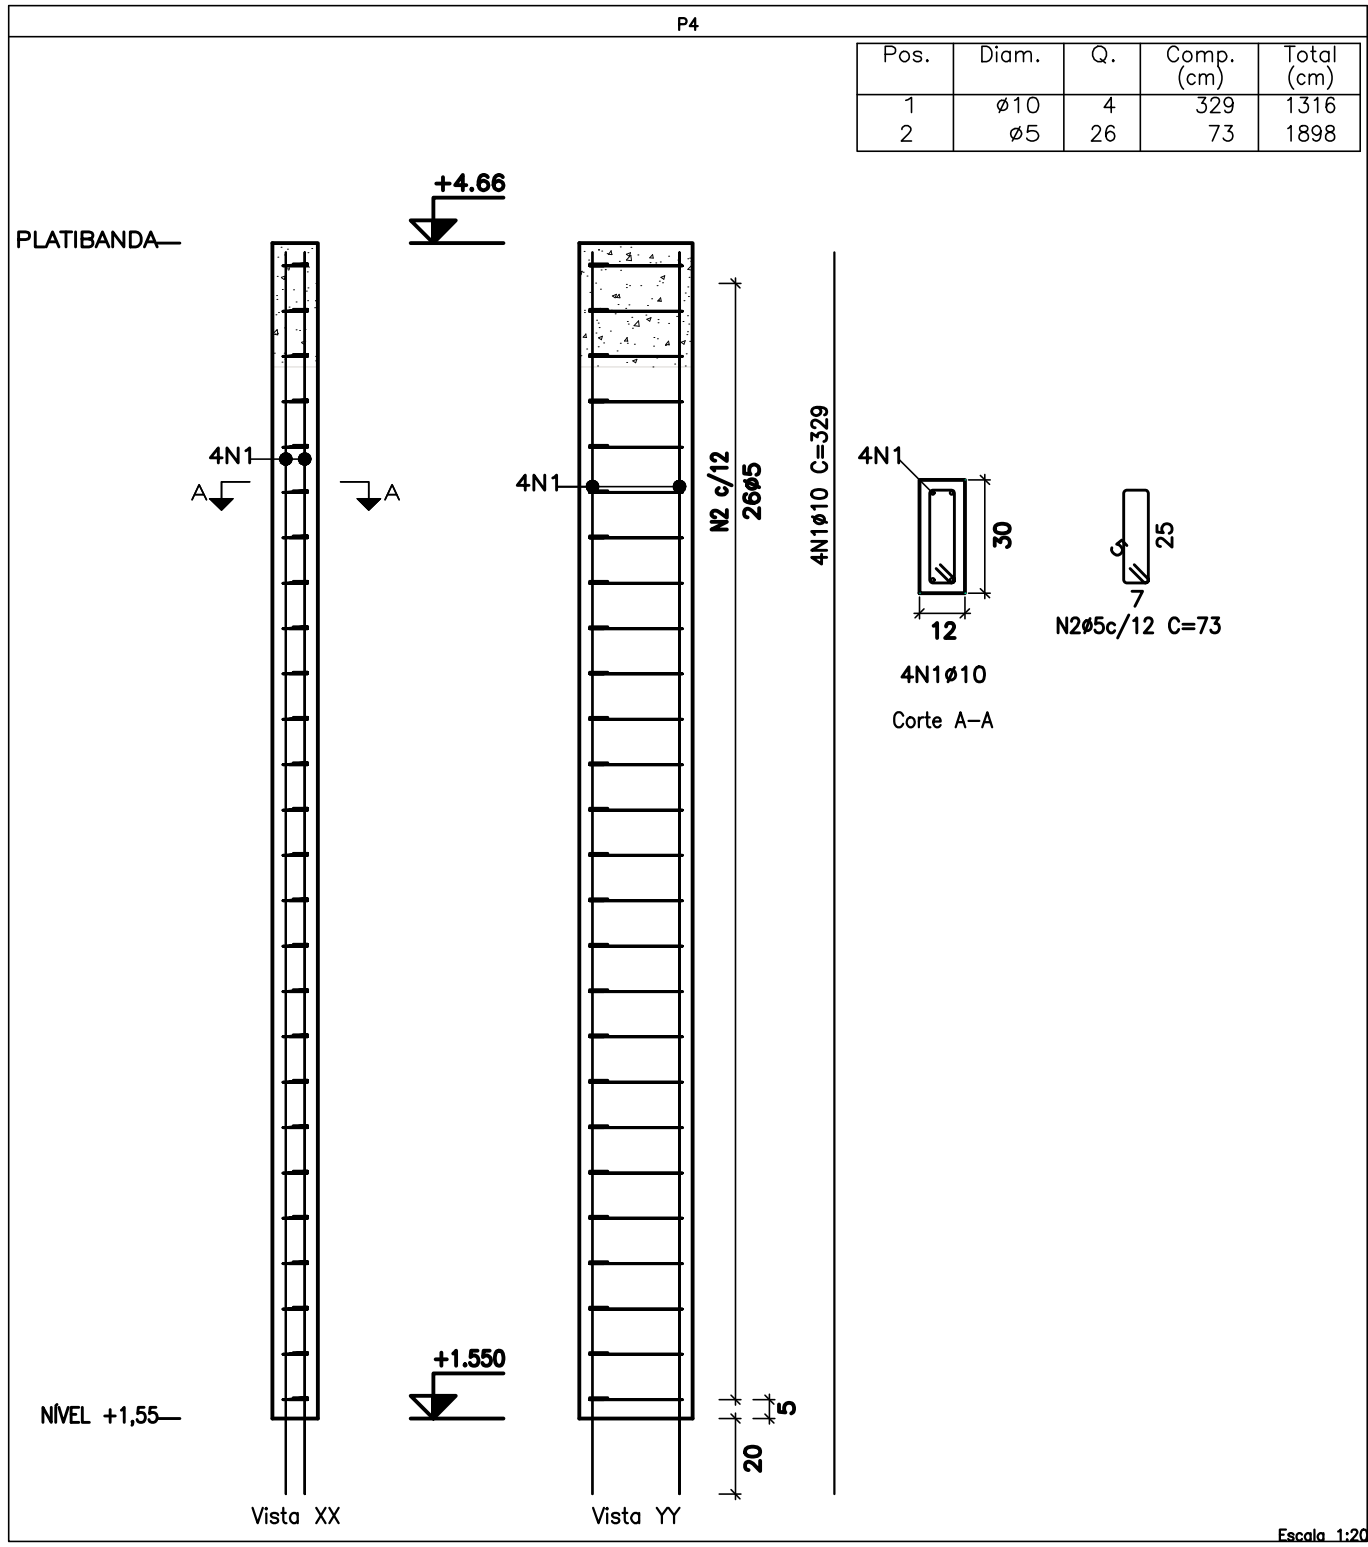 P4
Pos. Diam. Q. Comp. (cm) Total (cm)
1 ø10 4 329 1316
2 ø5 26 73 1898
+4.66
PLATIBANDA
4N1
A A
4N1
N2 c/12
26ø5
4N1ø10 C=329
4N1
30
12
4N1ø10
Corte A-A
5
25
7
N2ø5c/12 C=73
+1.550
NÍVEL +1,55
5
20
Vista XX
Vista YY
Escala 1:20